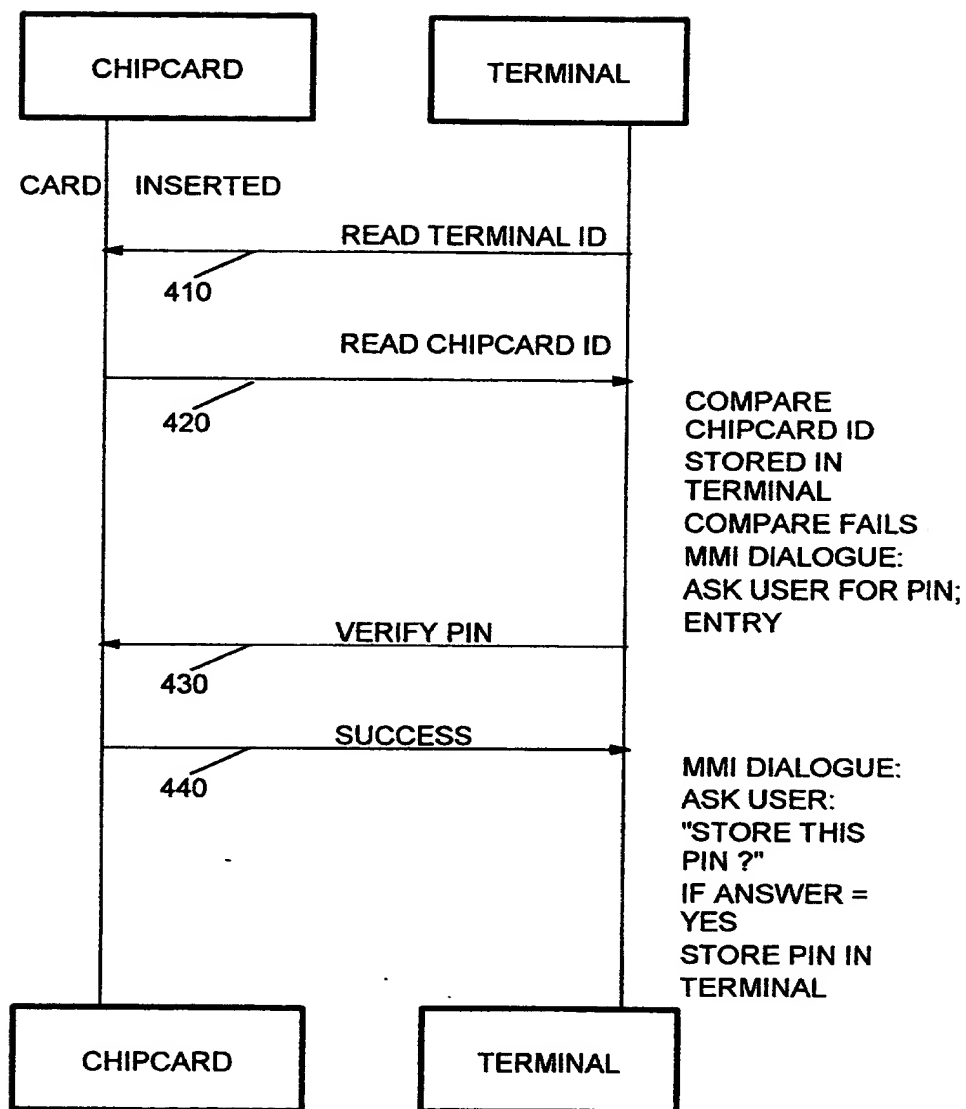 CHIPCARD
TERMINAL
CARD INSERTED
READ TERMINAL ID
410
READ CHIPCARD ID
420
COMPARE
CHIPCARD ID
STORED IN
TERMINAL
COMPARE FAILS
MMI DIALOGUE:
ASK USER FOR PIN;
ENTRY
VERIFY PIN
430
SUCCESS
440
MMI DIALOGUE:
ASK USER:
"STORE THIS
PIN ?"
IF ANSWER =
YES
STORE PIN IN
TERMINAL
CHIPCARD
TERMINAL